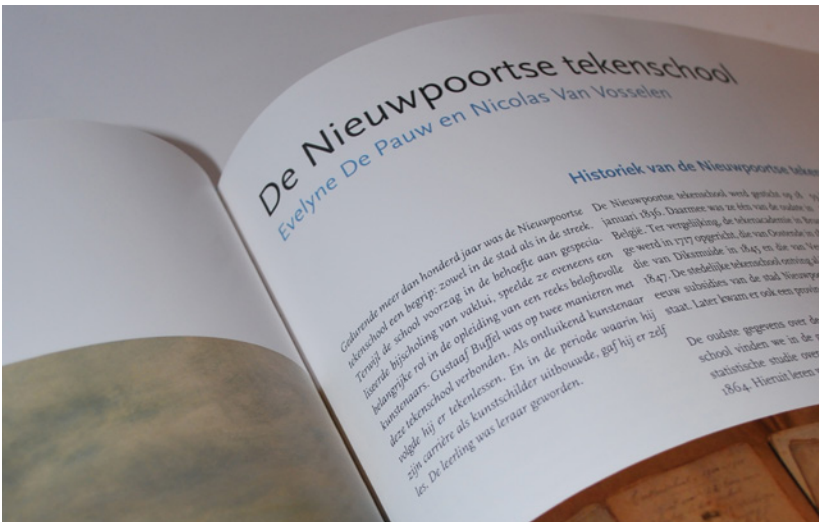 De Nieuwpoortse tekenschool
Evelyne De Pauw en Nicolas Van Vosselen
Gedurende meer dan honderd jaar was de Nieuwpoortse
tekenschool een begrip: zowel in de stad als in de streek.
Terwijl de school voorzag in de behoefte aan gespecia-
liseerde bijscholing van vaklui, speelde ze eveneens een
belangrijke rol in de opleiding van een reeks beloftevolle
kunstenaars. Gustaaf Buffel was op twee manieren met
deze tekenschool verbonden. Als ontluikend kunstenaar
volgde hij er tekenlessen. En in de periode waarin hij
zijn carrière als kunstschilder uitbouwde, gaf hij er zelf
les. De leerling was leraar geworden.
Historiek van de Nieuwpoortse
De Nieuwpoortse tekenschool werd gesticht op
januari 1836. Daarmee was ze één van de oudste in
België. Ter vergelijking, de tekenacademie in
ge werd in 1717 opgericht, die van Oostende in
die van Diksmuide in 1845 en die van
1847. De stedelijke tekenschool ontving
eeuw subsidies van de stad
staat. Later kwam er ook een
De oudste gegevens over de
school vinden we in de
statistische studie over
1864. Hieruit leren